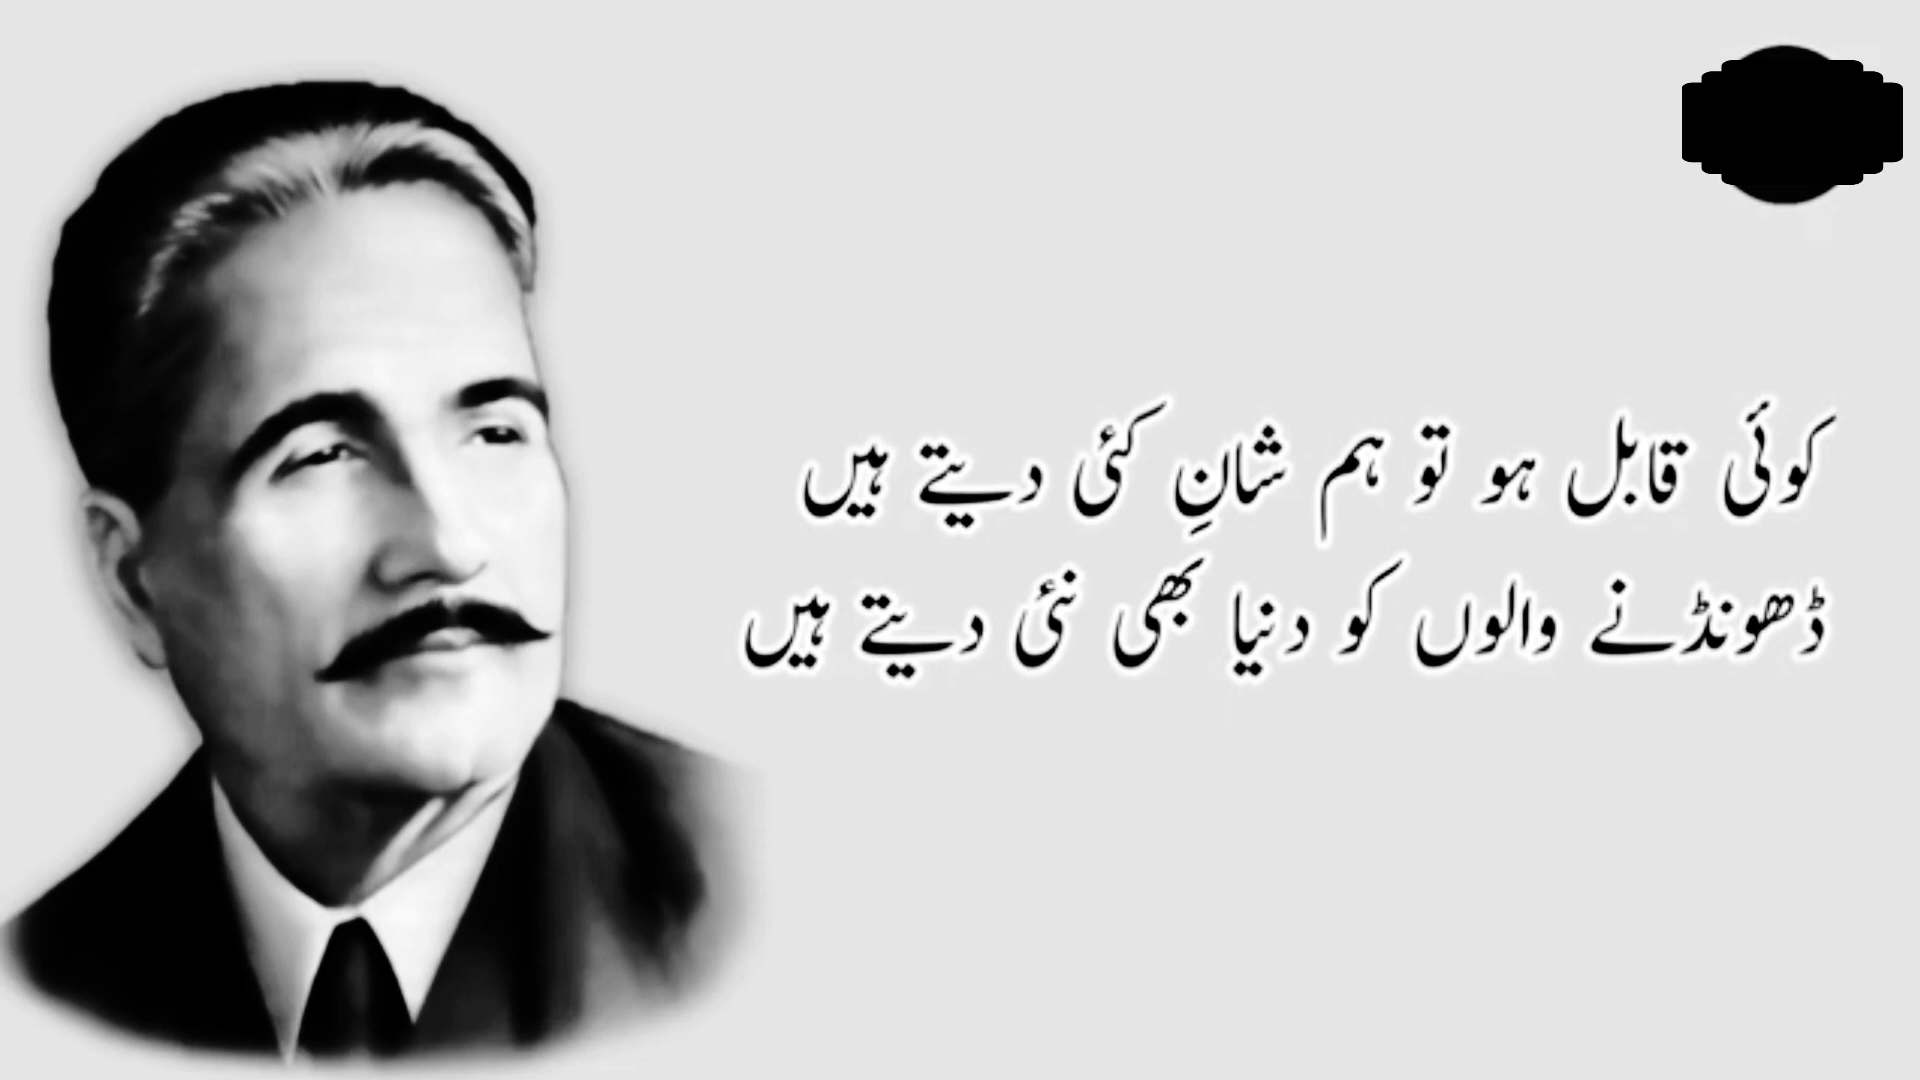 کوئی قابل ہو تو ہم شانِ کئی دیتے ہیں
ڈھونڈنے والوں کو دنیا بھی نئی دیتے ہیں